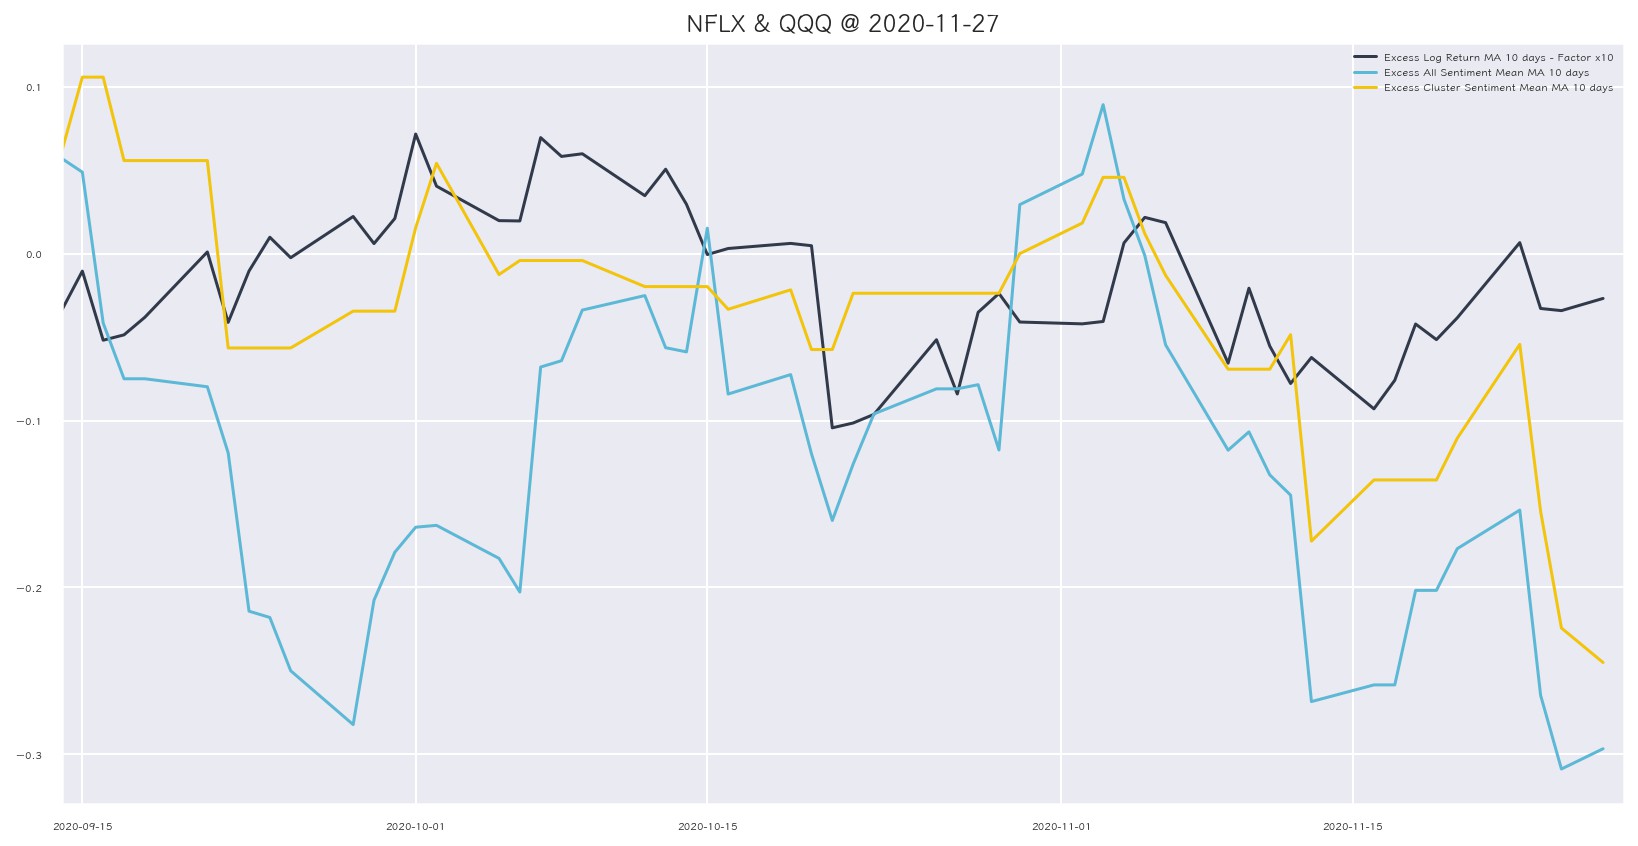 NFLX & QQQ @ 2020-11-27
Excess Log Return MA 10 days - Factor x10
Excess All Sentiment Mean MA 10 days
Excess Cluster Sentiment Mean MA 10 days
0.1
0.0
−0.1
−0.2
−0.3
2020-09-15 2020-10-01 2020-10-15 2020-11-01 2020-11-15